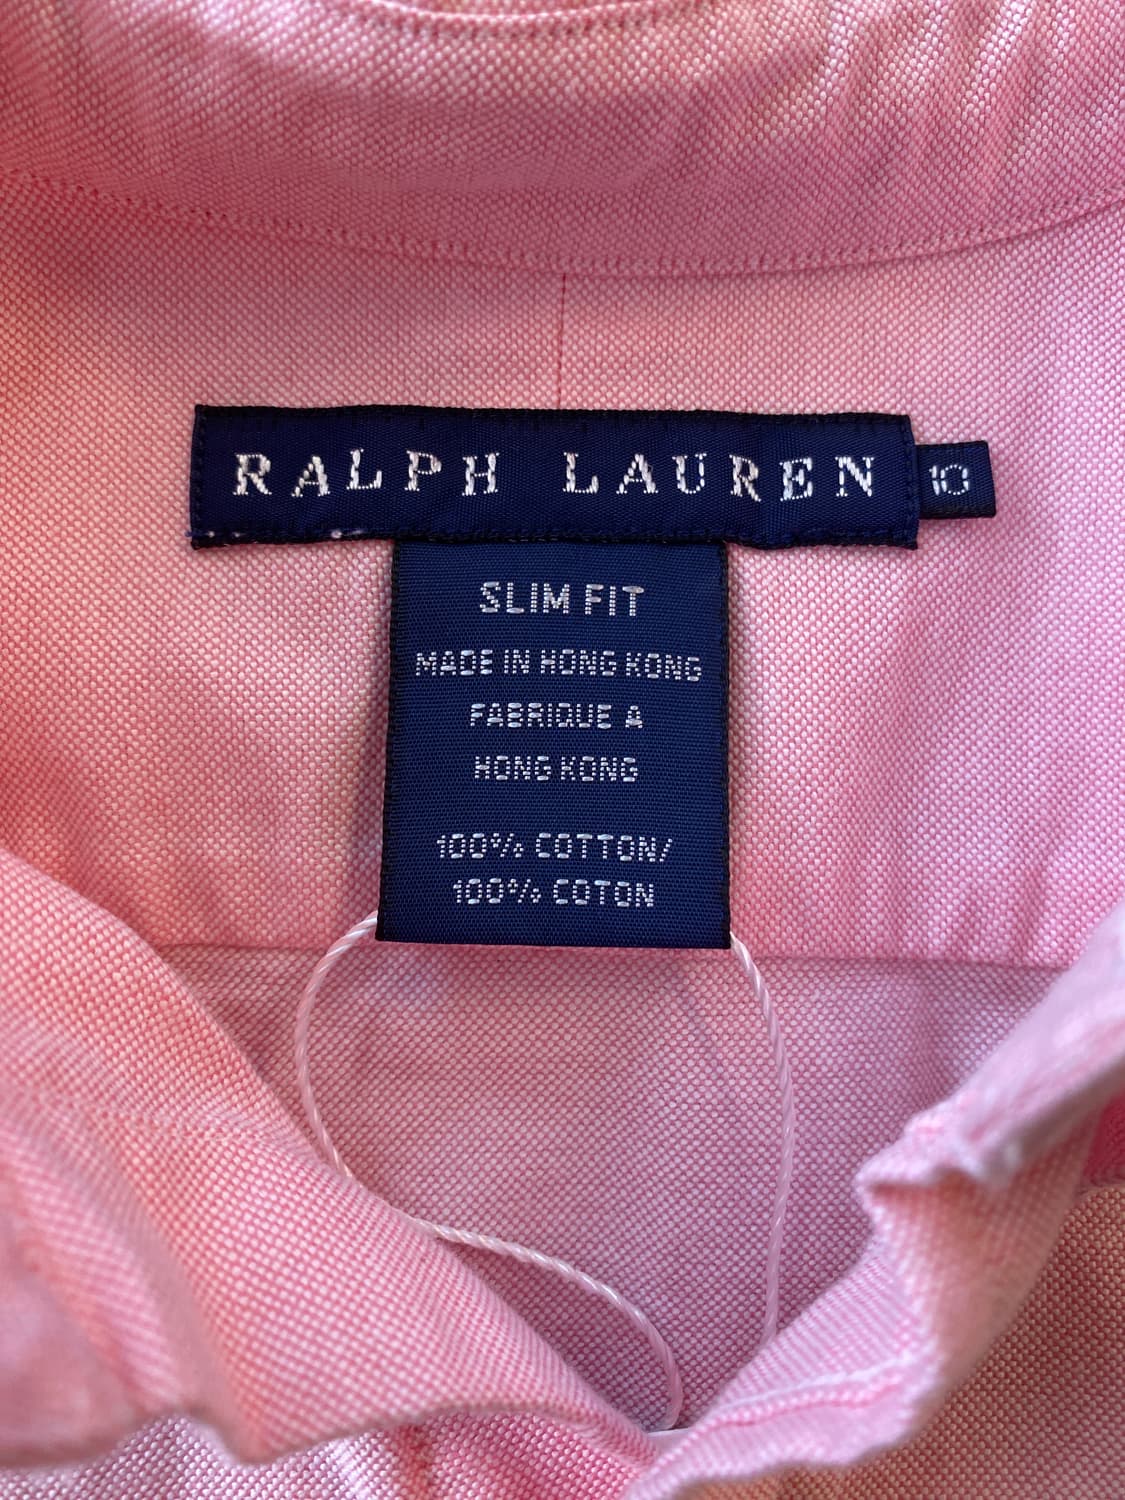 RALPH LAUREN 10
SLIM FIT
MADE IN HONG KONG
FABRIQUE A
HONG KONG
100% COTTON/
100% COTON